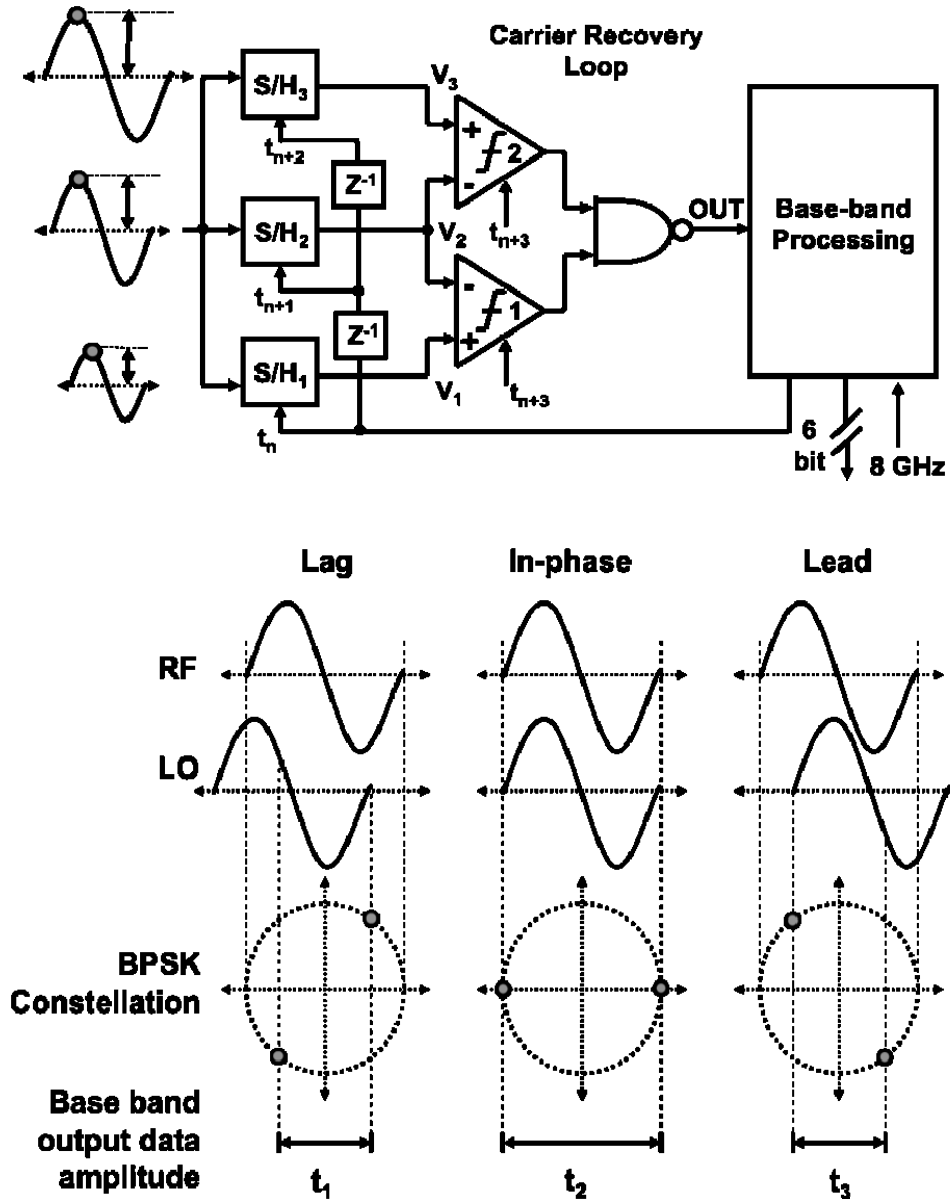 Carrier Recovery
Loop
S/H₃
V₃
+
2
-
tₙ₊₂
Z⁻¹
tₙ₊₃
S/H₂
V₂
OUT
Base-band
Processing
tₙ₊₁
Z⁻¹
-
1
+
S/H₁
V₁
tₙ₊₃
tₙ
6
bit
8 GHz
Lag
In-phase
Lead
RF
LO
BPSK
Constellation
Base band
output data
amplitude
t₁
t₂
t₃